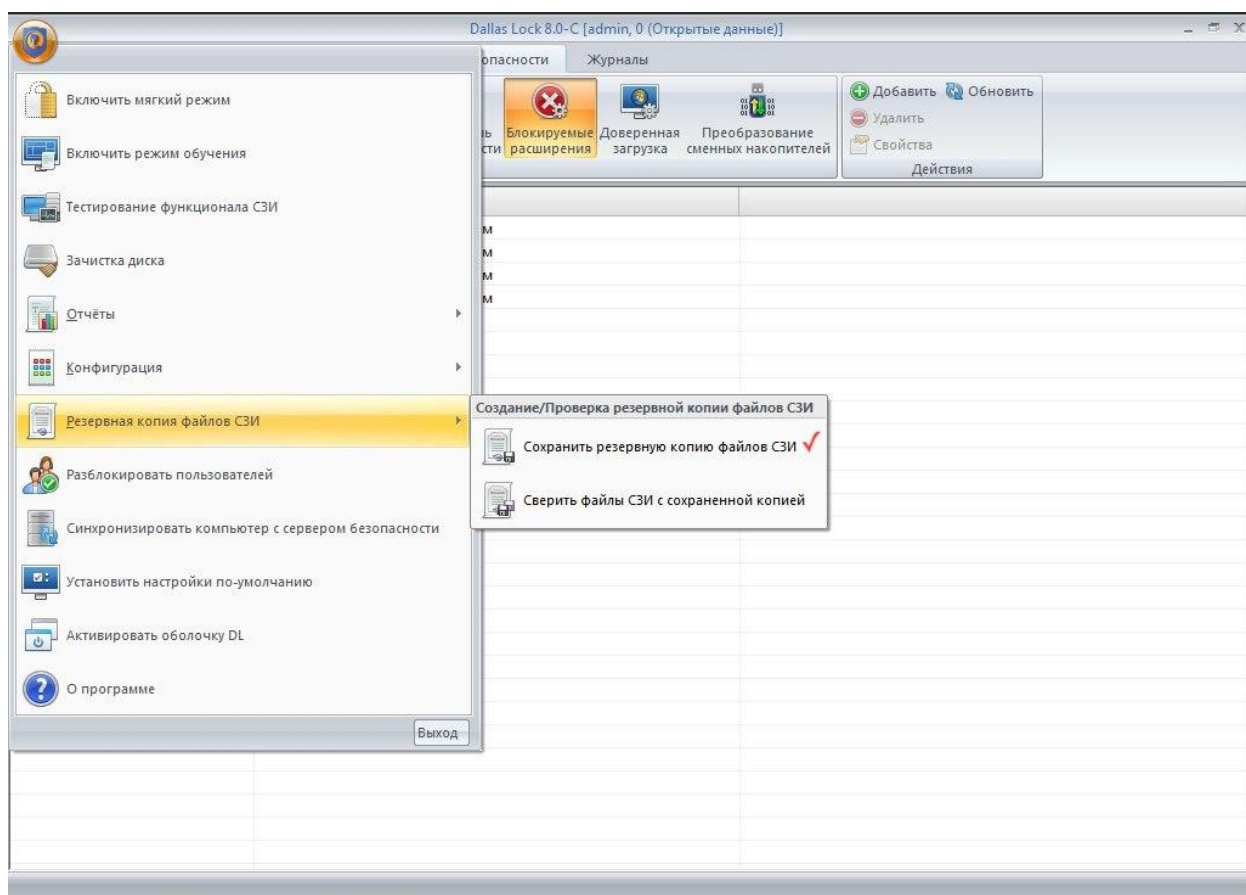 Dallas Lock 8.0-C [admin, 0 (Открытые данные)]
Журналы
Включить мягкий режим
Включить режим обучения
Тестирование функционала СЗИ
Зачистка диска
Отчёты
Конфигурация
Резервная копия файлов СЗИ
Разблокировать пользователей
Синхронизировать компьютер с сервером безопасности
Установить настройки по-умолчанию
Активировать оболочку DL
О программе
Выход
Блокируемые
расширения
Доверенная
загрузка
Преобразование
сменных накопителей
Добавить
Обновить
Удалить
Свойства
Действия
Создание/Проверка резервной копии файлов СЗИ
Сохранить резервную копию файлов СЗИ
Сверить файлы СЗИ с сохраненной копией